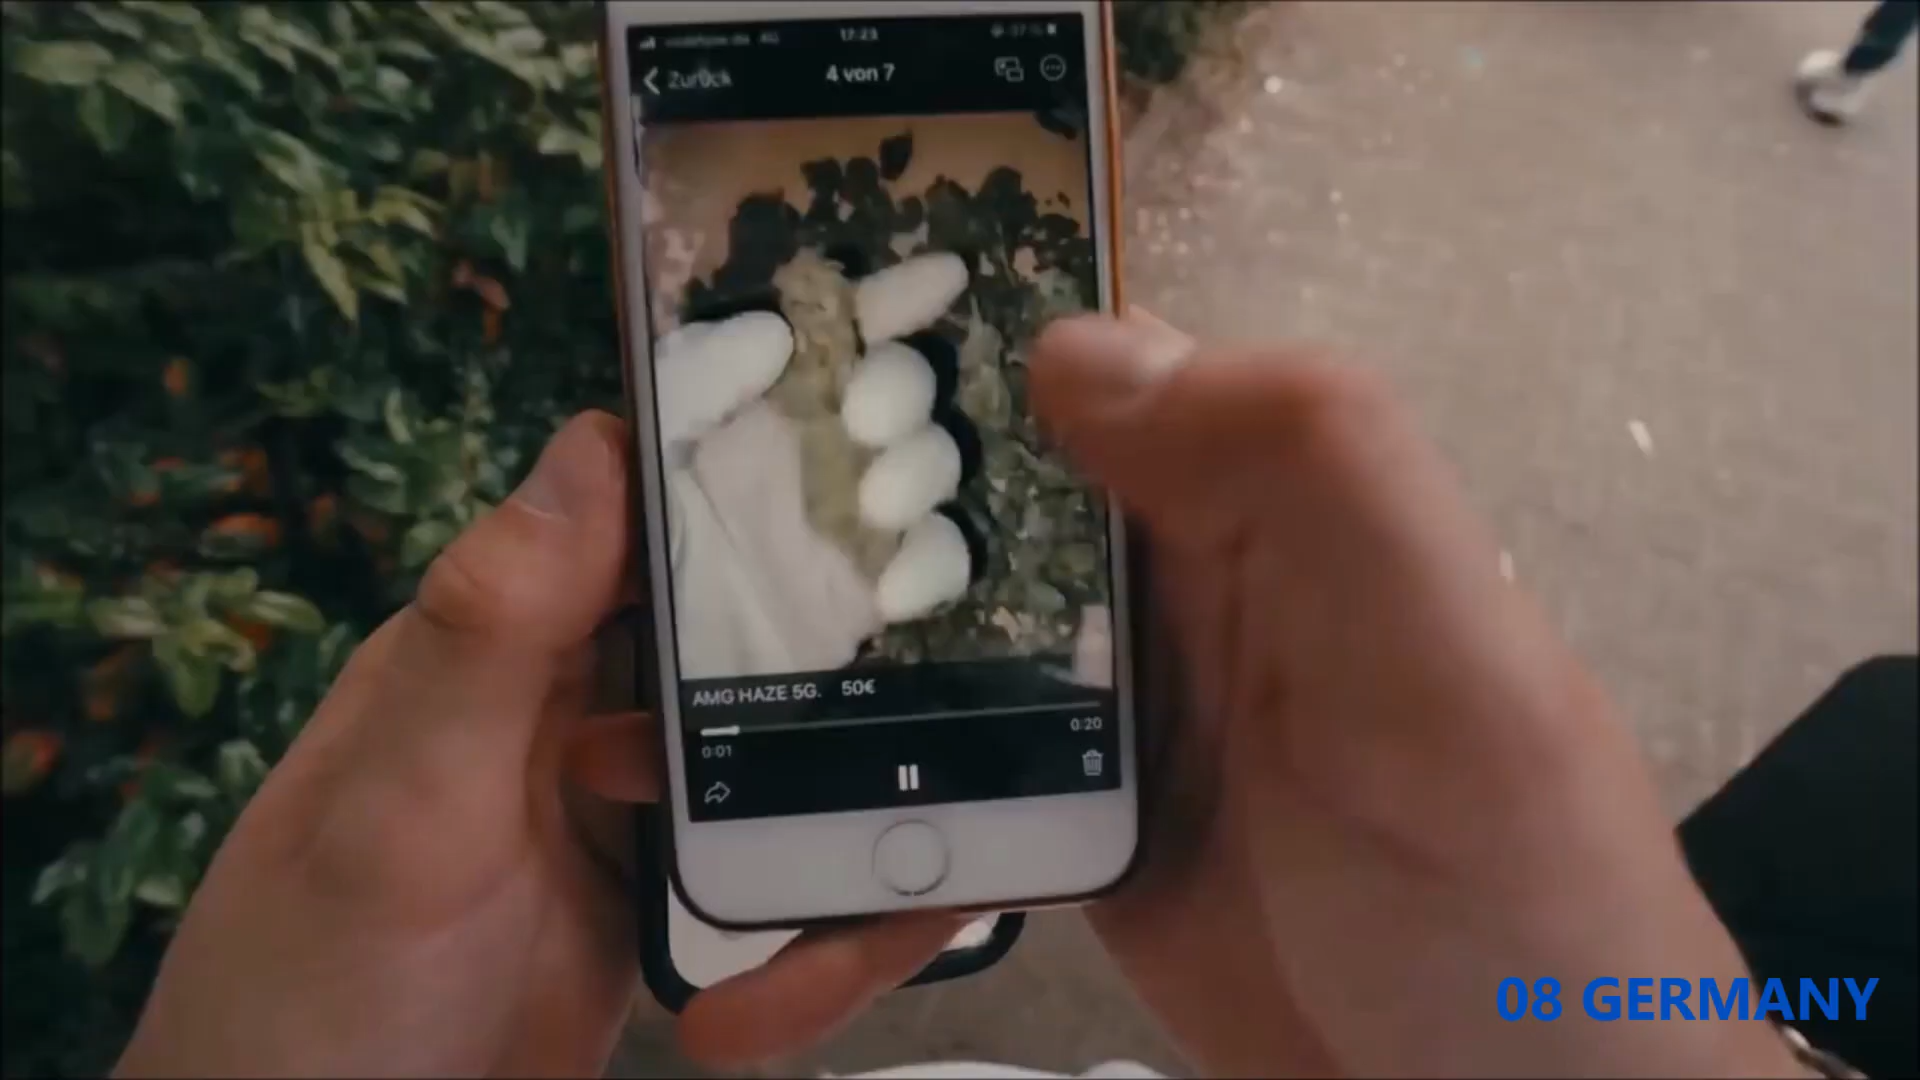 17:23
Zurück
4 von 7
AMG HAZE 5G. 50€
0:20
0:01
08 GERMANY